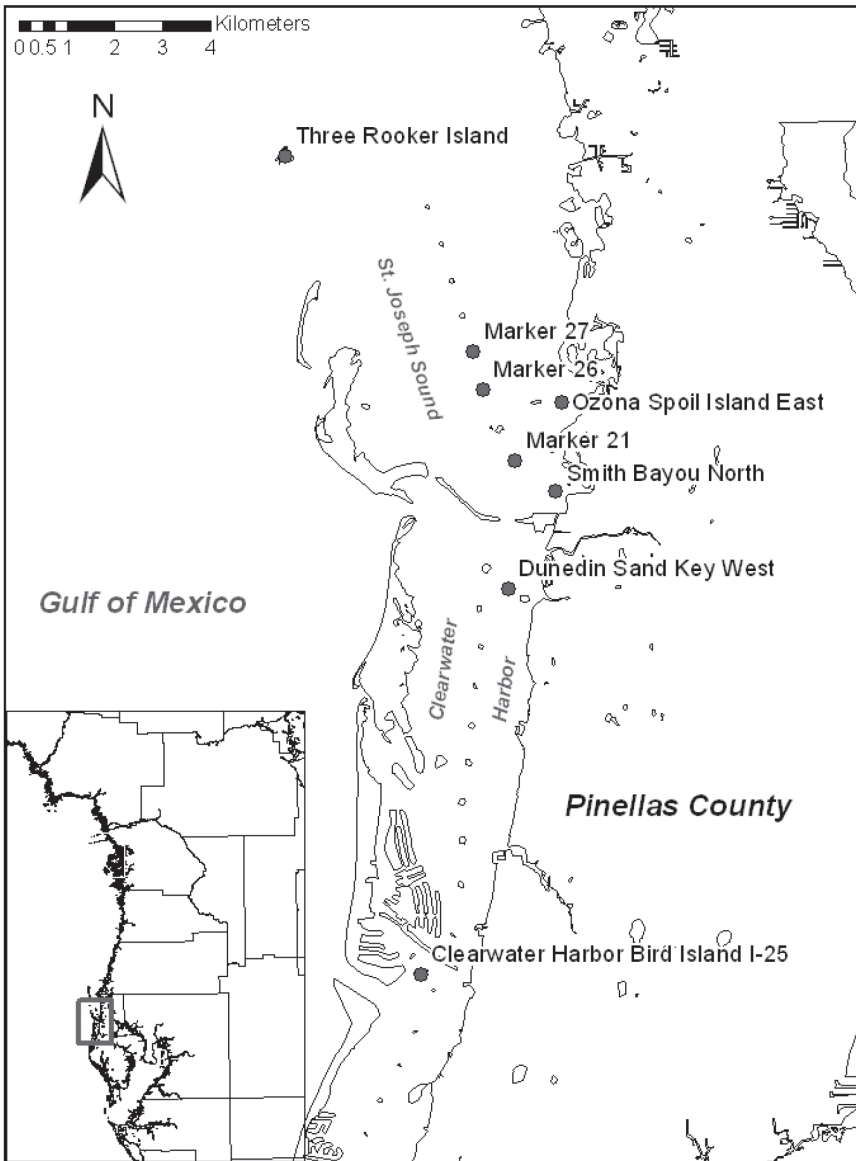 Kilometers
0 0.5 1 2 3 4
N
Three Rooker Island
St. Joseph Sound
Marker 27
Marker 26
Ozona Spoil Island East
Marker 21
Smith Bayou North
Dunedin Sand Key West
Gulf of Mexico
Clearwater
Harbor
Pinellas County
Clearwater Harbor Bird Island I-25